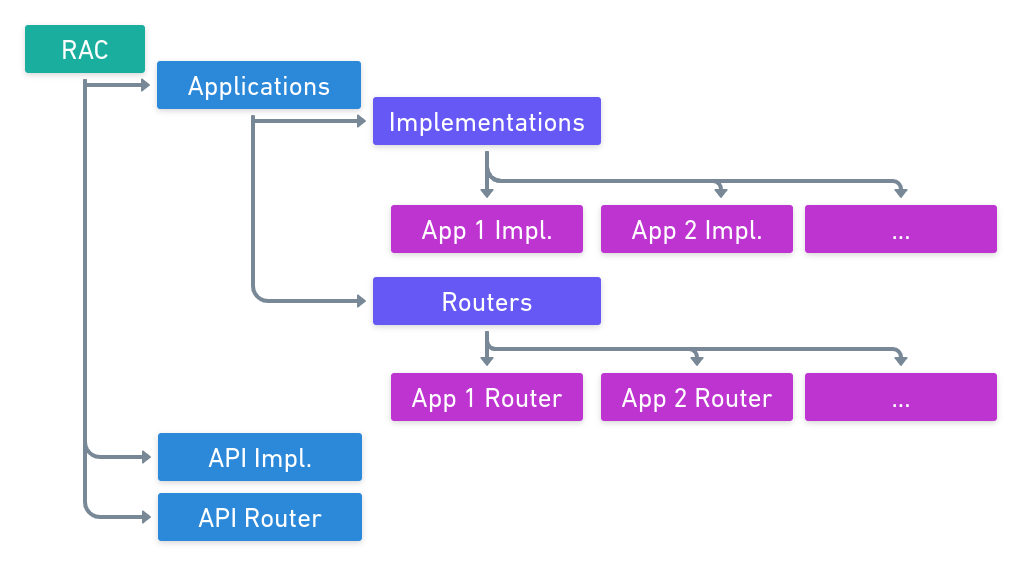 RAC
Applications
Implementations
App 1 Impl.
App 2 Impl.
...
Routers
App 1 Router
App 2 Router
...
API Impl.
API Router